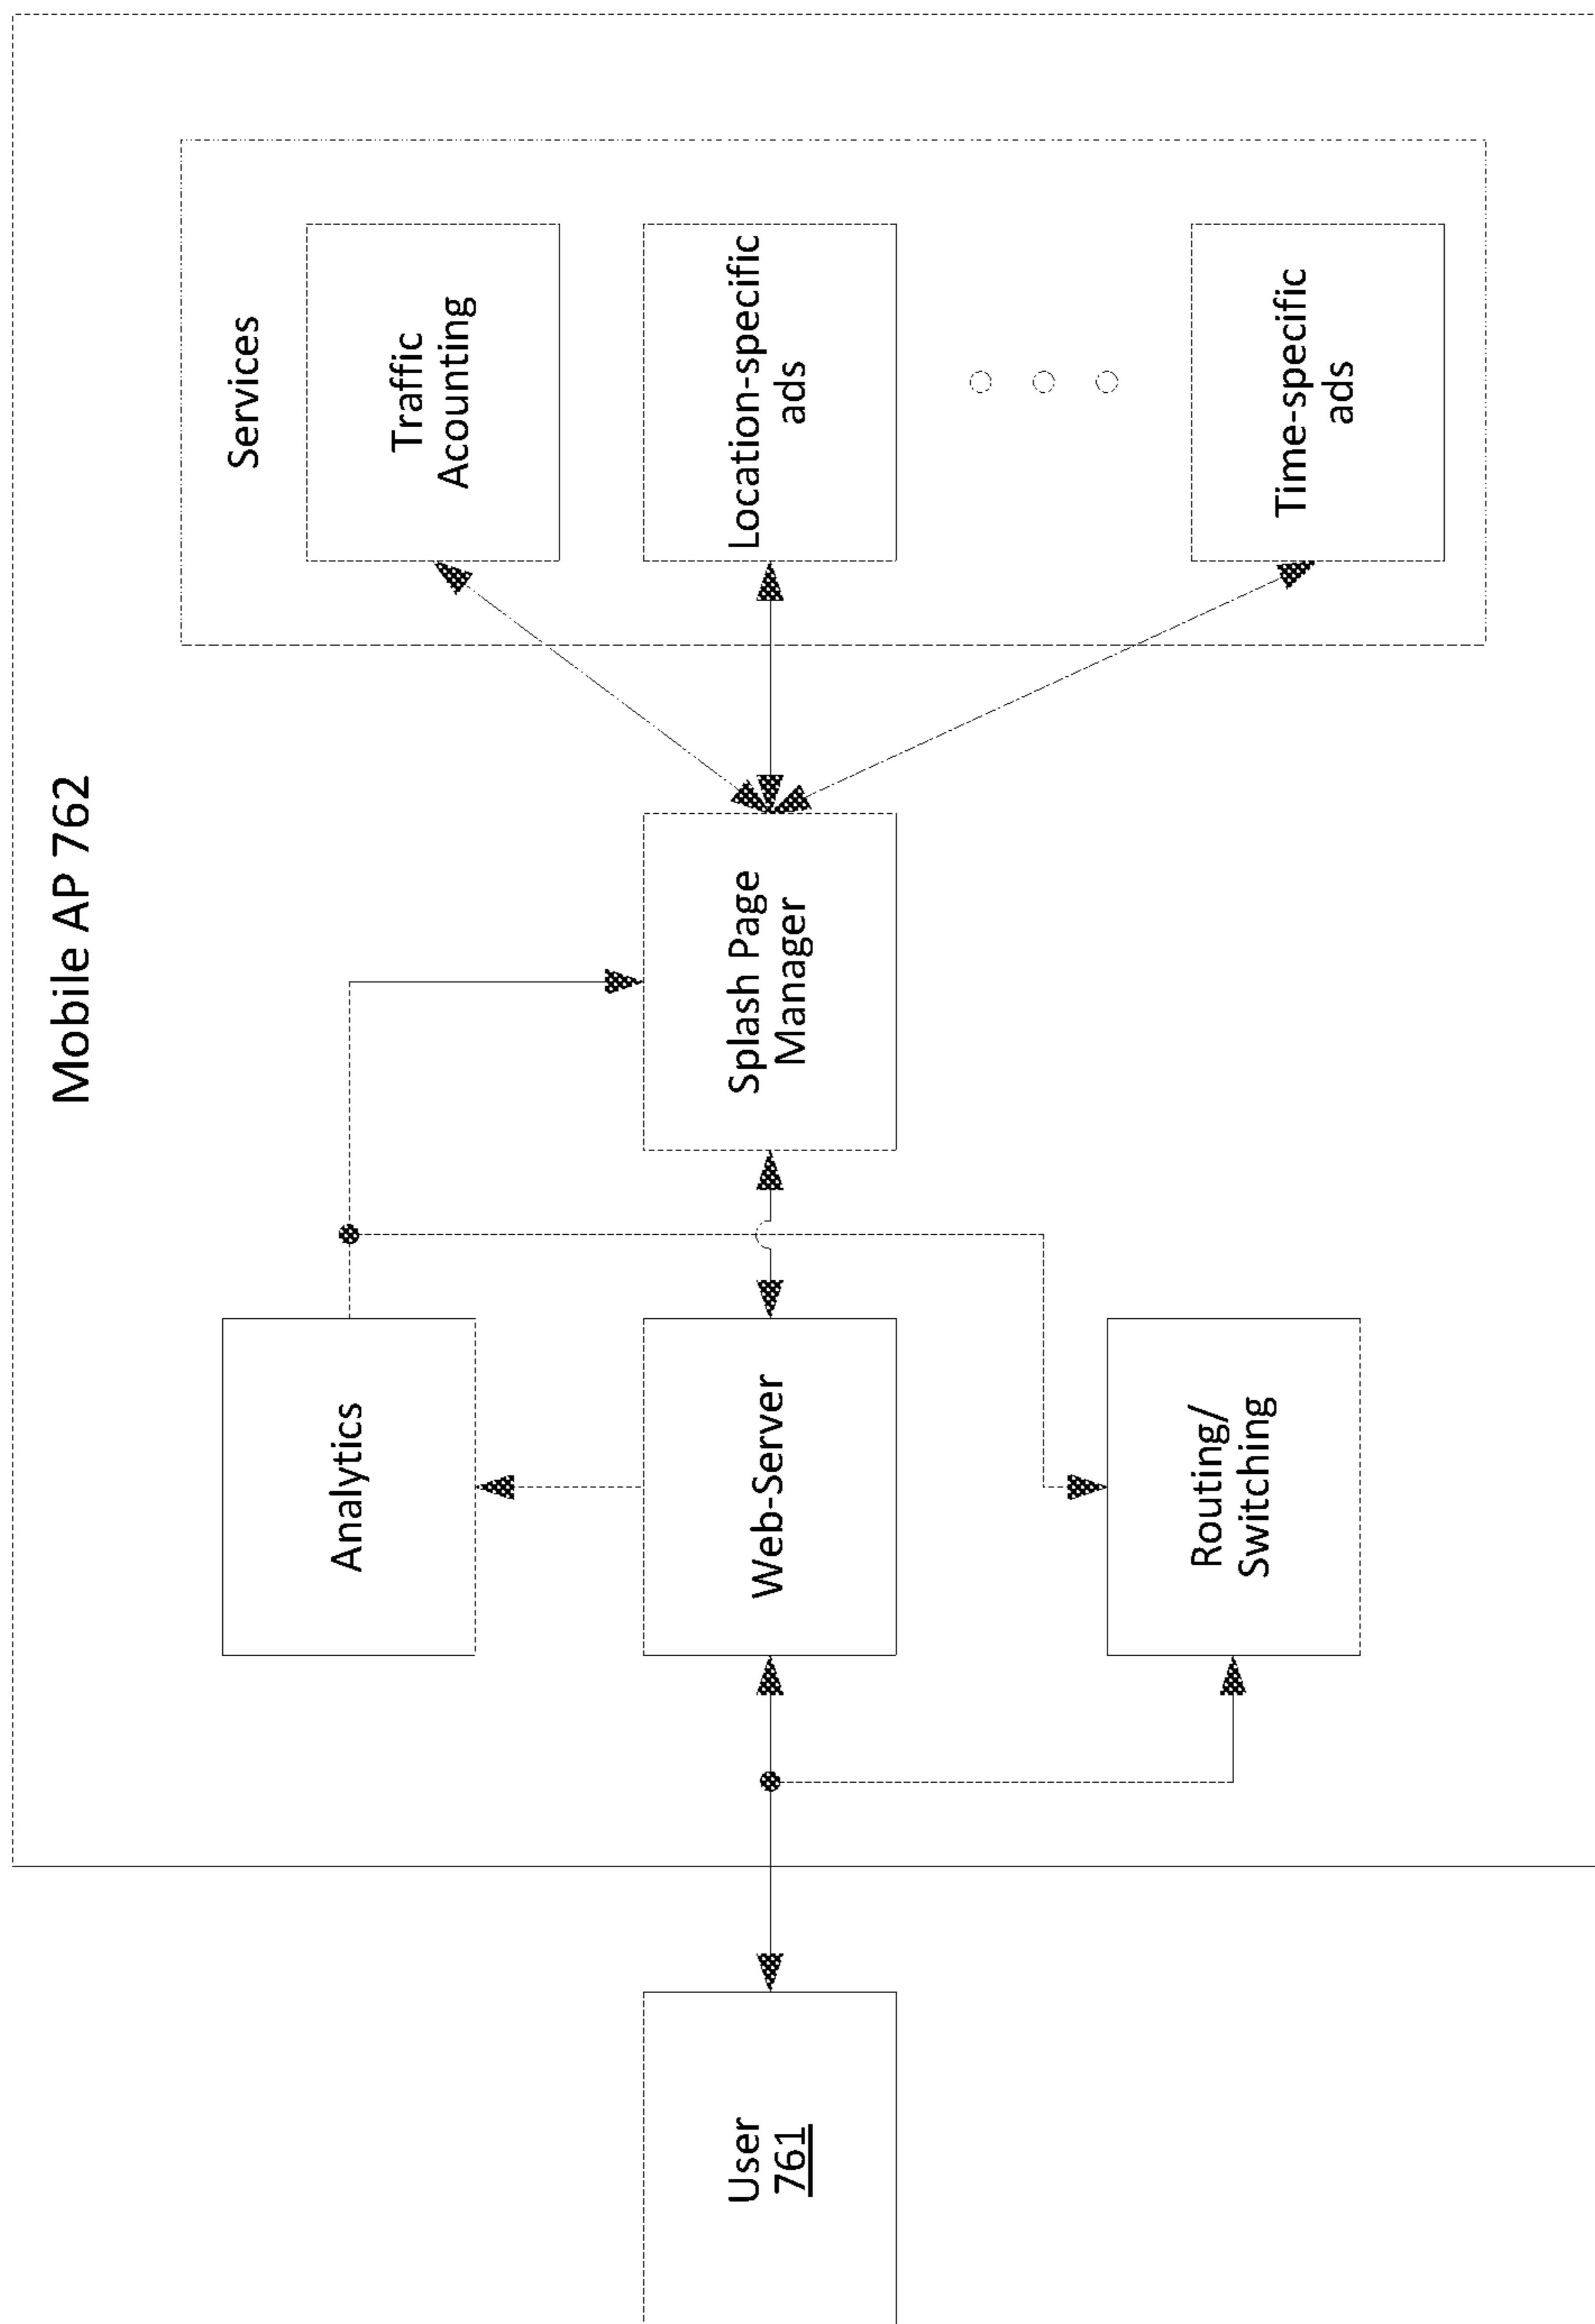 Mobile AP 762
Services
Analytics
Traffic
Acounting
User
761
Web-Server
Splash Page
Manager
Location-specific
ads
Routing/
Switching
Time-specific
ads